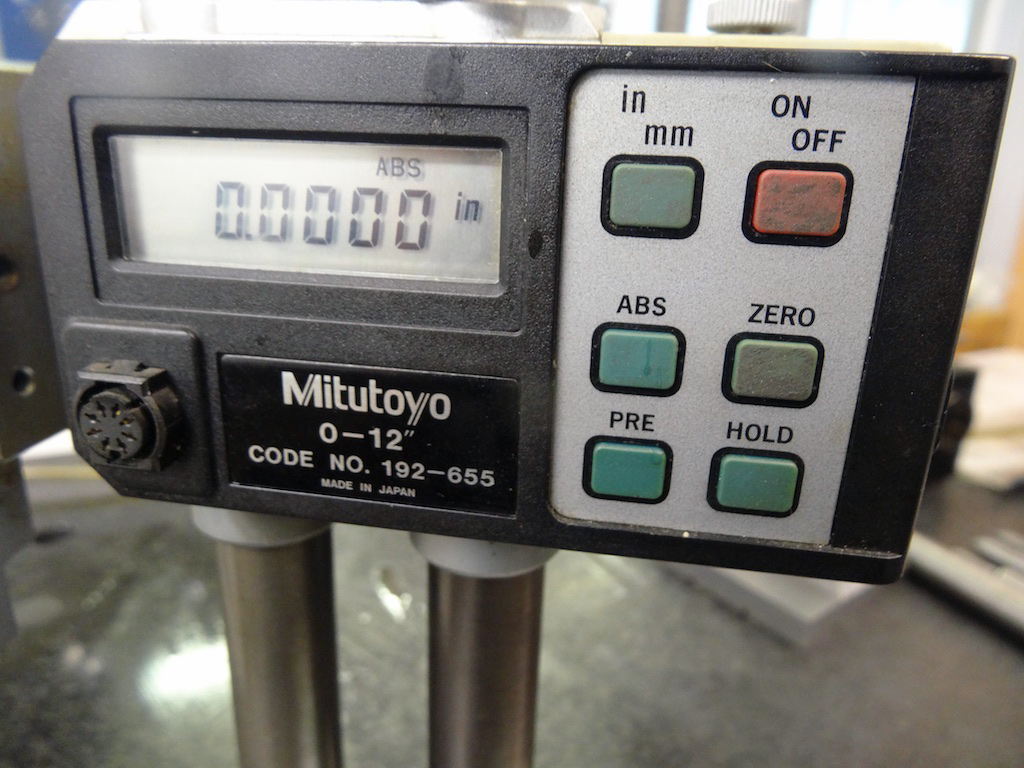 ABS
0.0000 in
Mitutoyo
0-12"
CODE NO. 192-655
MADE IN JAPAN
in
mm
ON
OFF
ABS
ZERO
PRE
HOLD